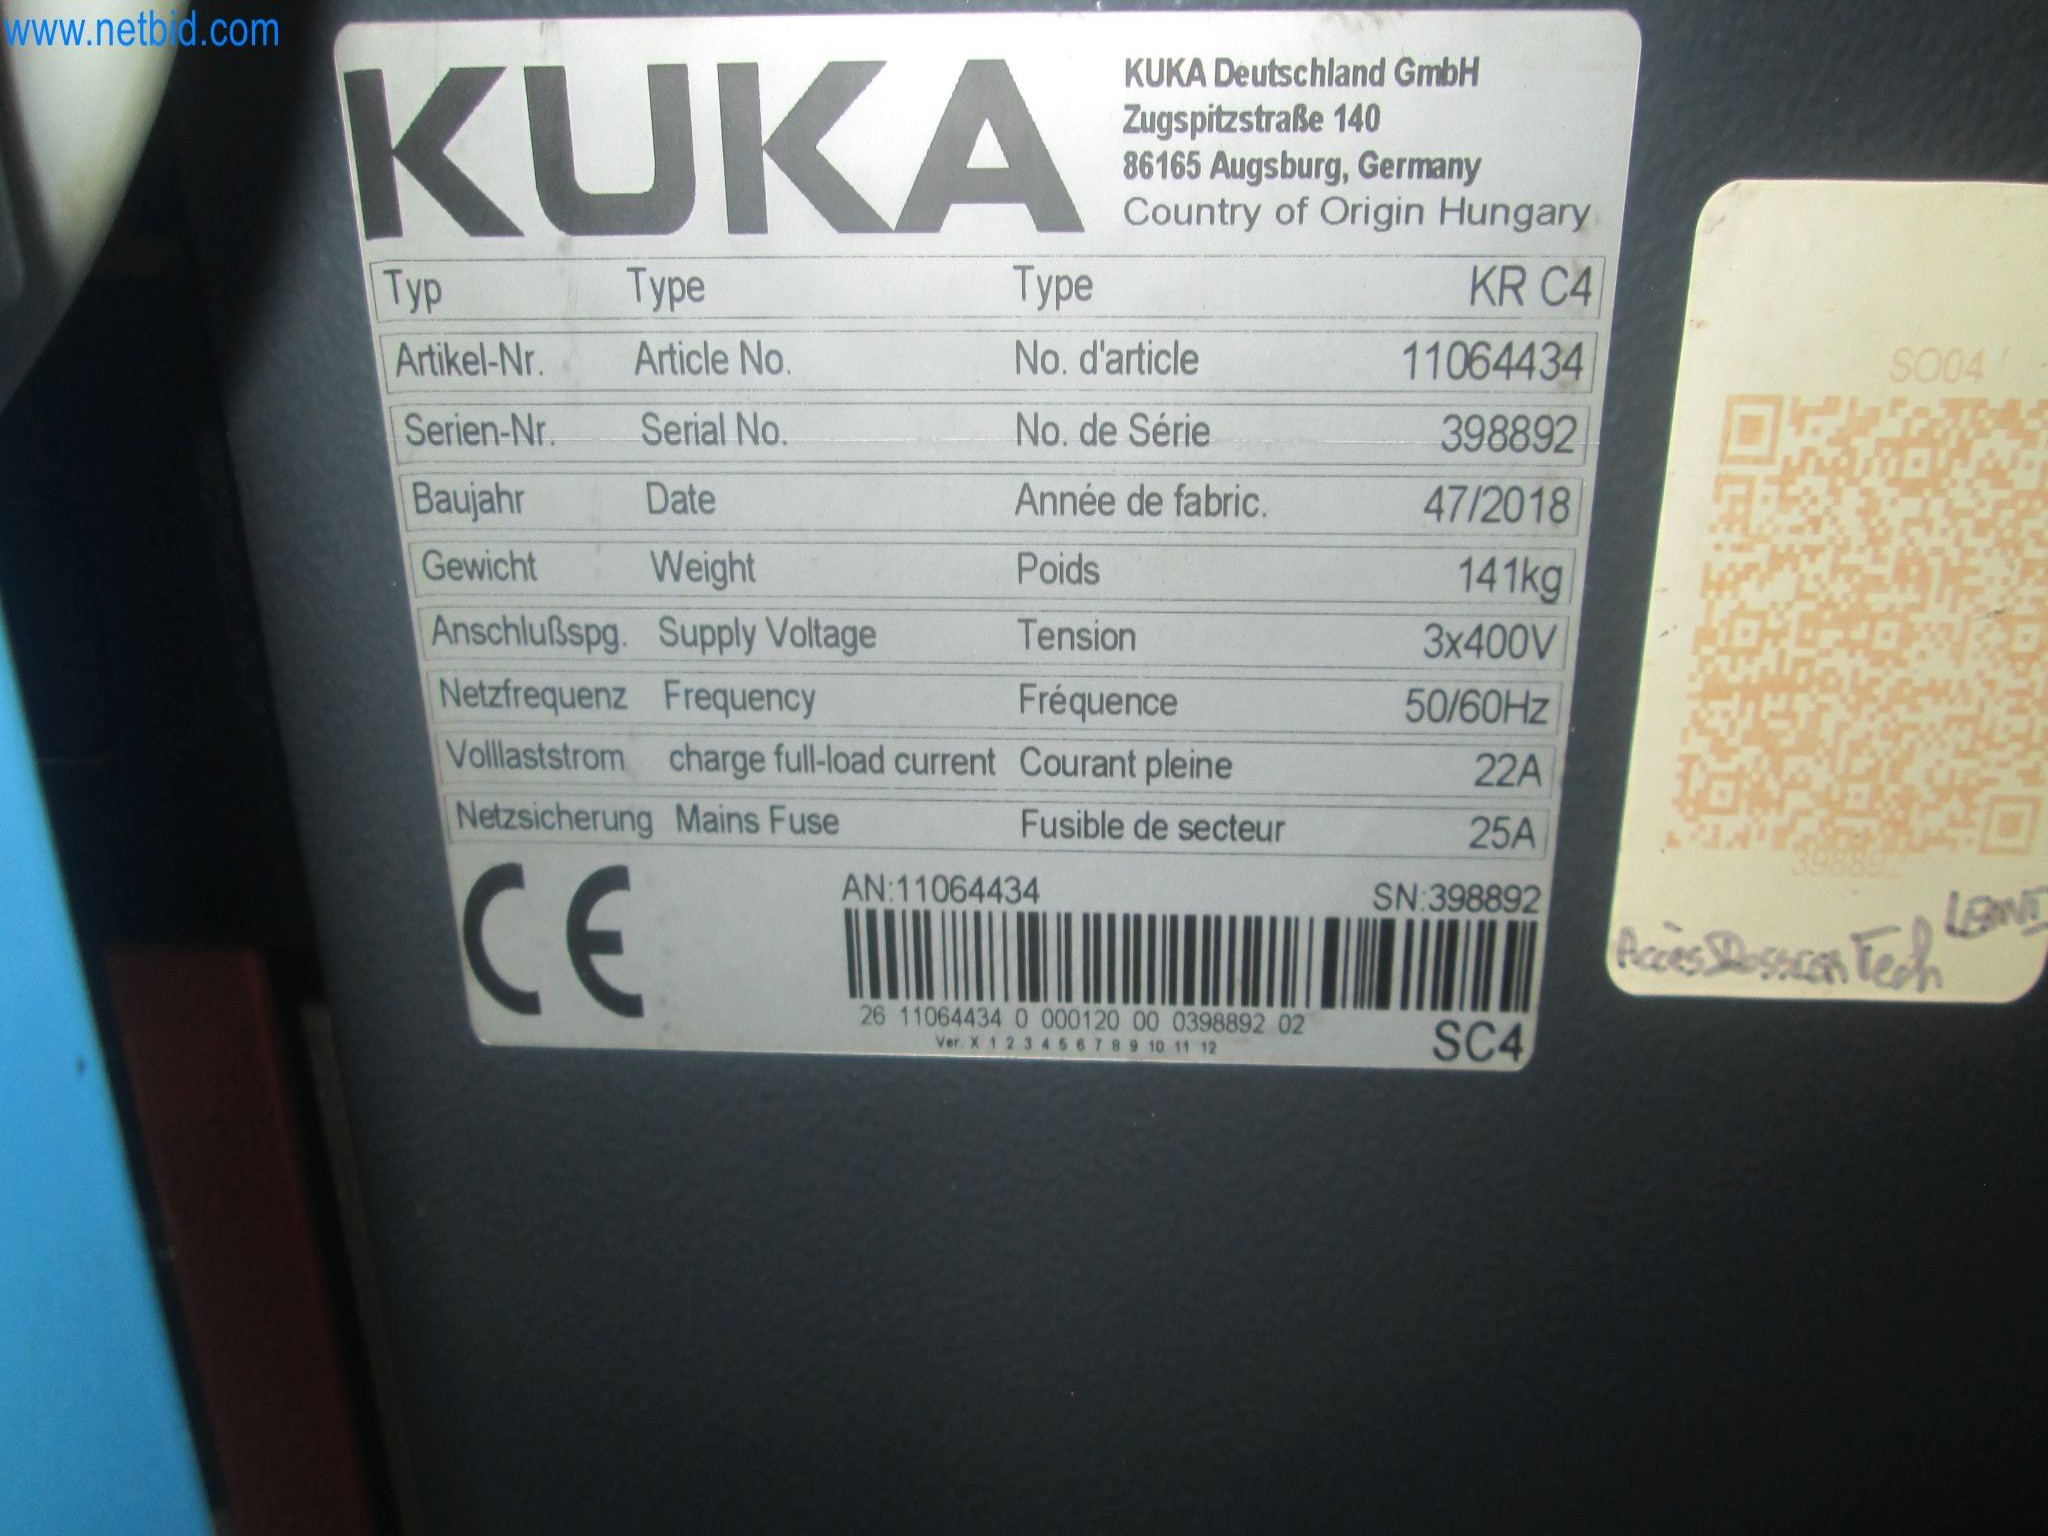 www.netbid.com
KUKA
KUKA Deutschland GmbH
Zugspitzstraße 140
86165 Augsburg, Germany
Country of Origin Hungary
Typ Type Type KR C4
Artikel-Nr. Article No. No. d'article 11064434
Serien-Nr. Serial No. No. de Série 398892
Baujahr Date Année de fabric. 47/2018
Gewicht Weight Poids 141kg
Anschlußspg. Supply Voltage Tension 3x400V
Netzfrequenz Frequency Fréquence 50/60Hz
Volllaststrom charge full-load current Courant pleine 22A
Netzsicherung Mains Fuse Fusible de secteur 25A
CE
AN:11064434 SN:398892
26 11064434 0 000120 00 0398892 02
Ver. X 1 2 3 4 5 6 7 8 9 10 11 12
SC4
SO04
398892
Accès Tech